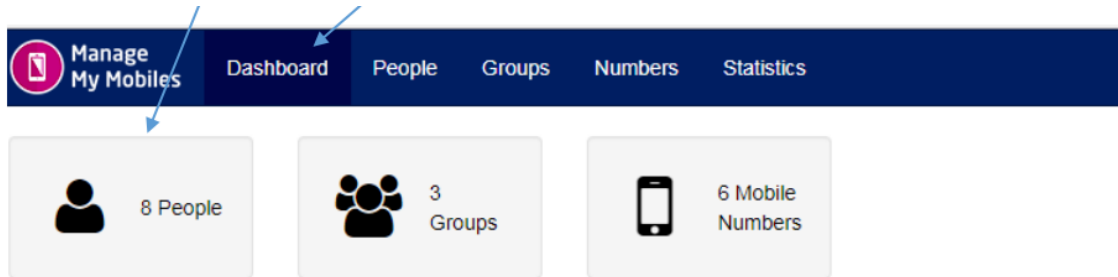 Manage
My Mobiles
Dashboard People Groups Numbers Statistics
8 People
3
Groups
6 Mobile
Numbers